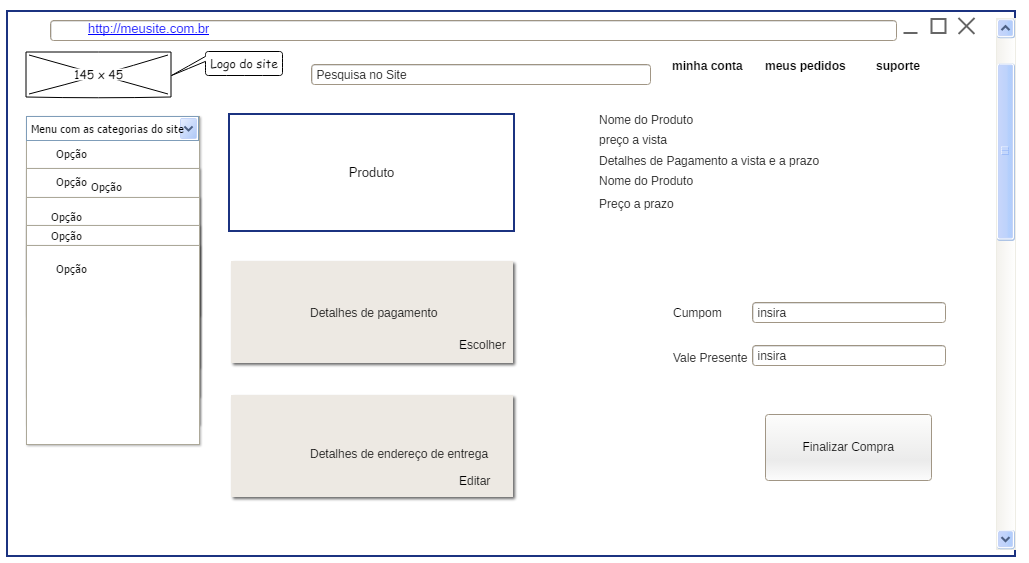 http://meusite.com.br
145 x 45
Logo do site
Pesquisa no Site
minha conta
meus pedidos
suporte
Menu com as categorias do site
Opção
Opção
Opção
Opção
Opção
Opção
Produto
Nome do Produto
preço a vista
Detalhes de Pagamento a vista e a prazo
Nome do Produto
Preço a prazo
Detalhes de pagamento
Escolher
Cumpom
insira
Vale Presente
insira
Detalhes de endereço de entrega
Editar
Finalizar Compra